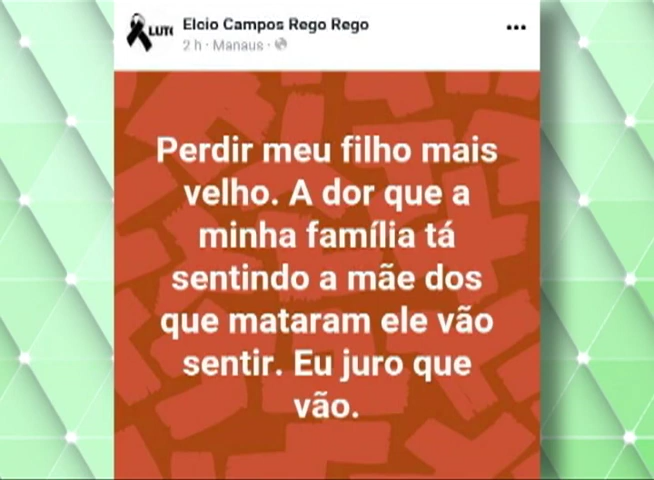 LUTO
Elcio Campos Rego Rego
2 h · Manaus ·
Perdir meu filho mais
velho. A dor que a
minha família tá
sentindo a mãe dos
que mataram ele vão
sentir. Eu juro que
vão.